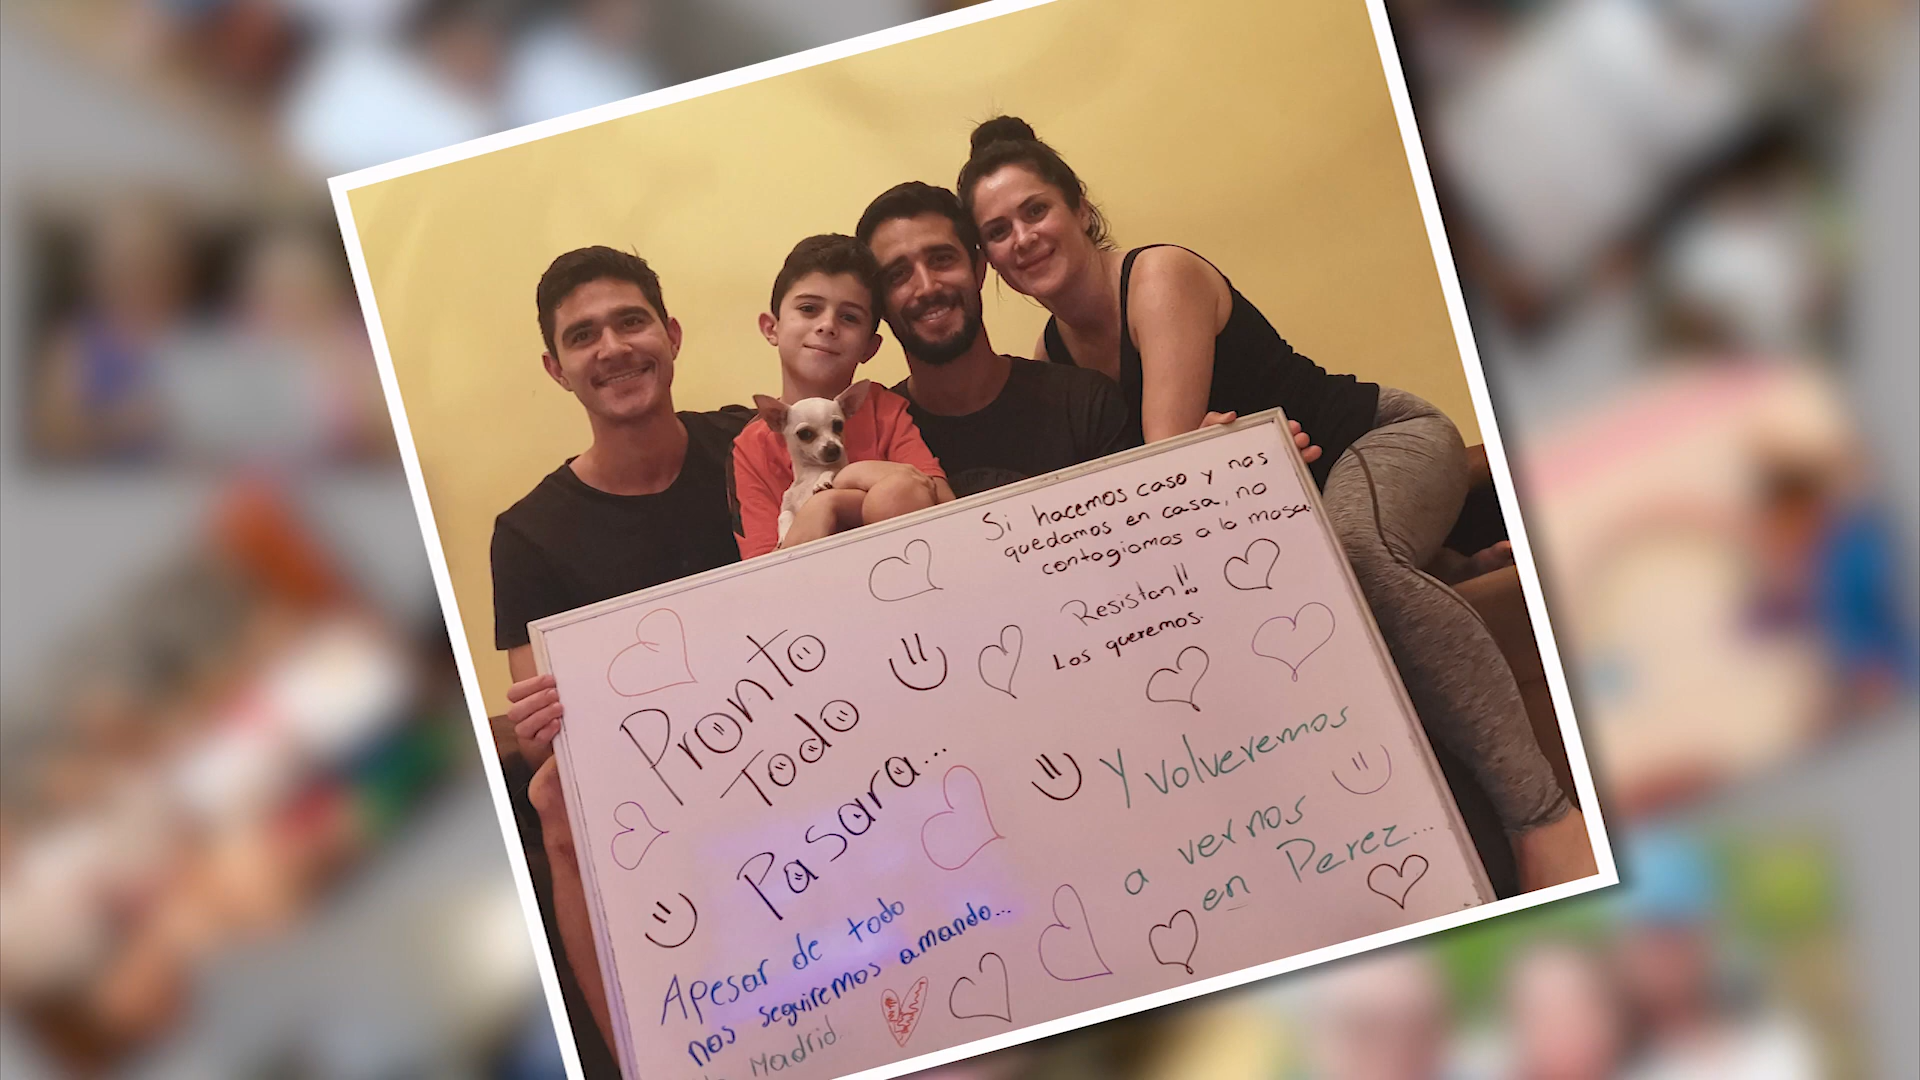 Pronto
Todo
Pasara...
Apesar de todo
nos seguiremos amando...
Madrid.
Si hacemos caso y nos
quedamos en casa, no
contagiamos a la masa.
Resistan!!
Los queremos.
Y volveremos
a vernos
en Perez...